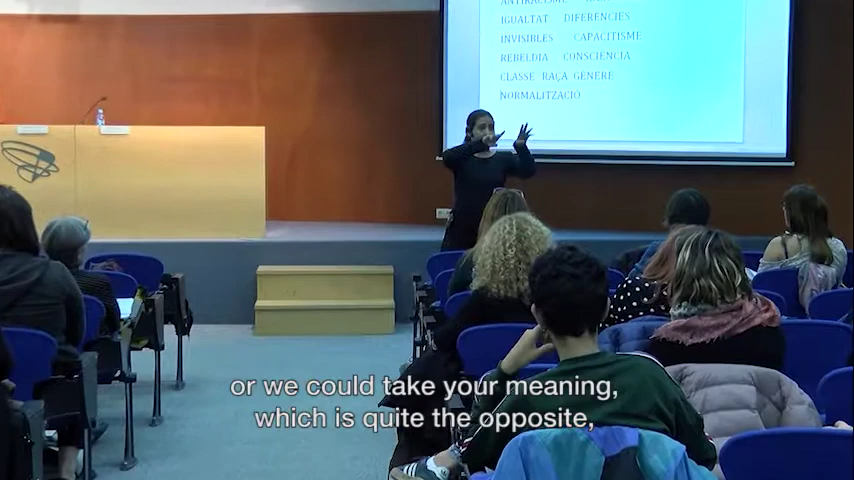 IGUALTAT DIFERÈNCIES
INVISIBLES CAPACITISME
REBELDIA CONSCIENCIA
CLASSE RAÇA GÈNERE
NORMALITZACIÓ
or we could take your meaning,
which is quite the opposite,